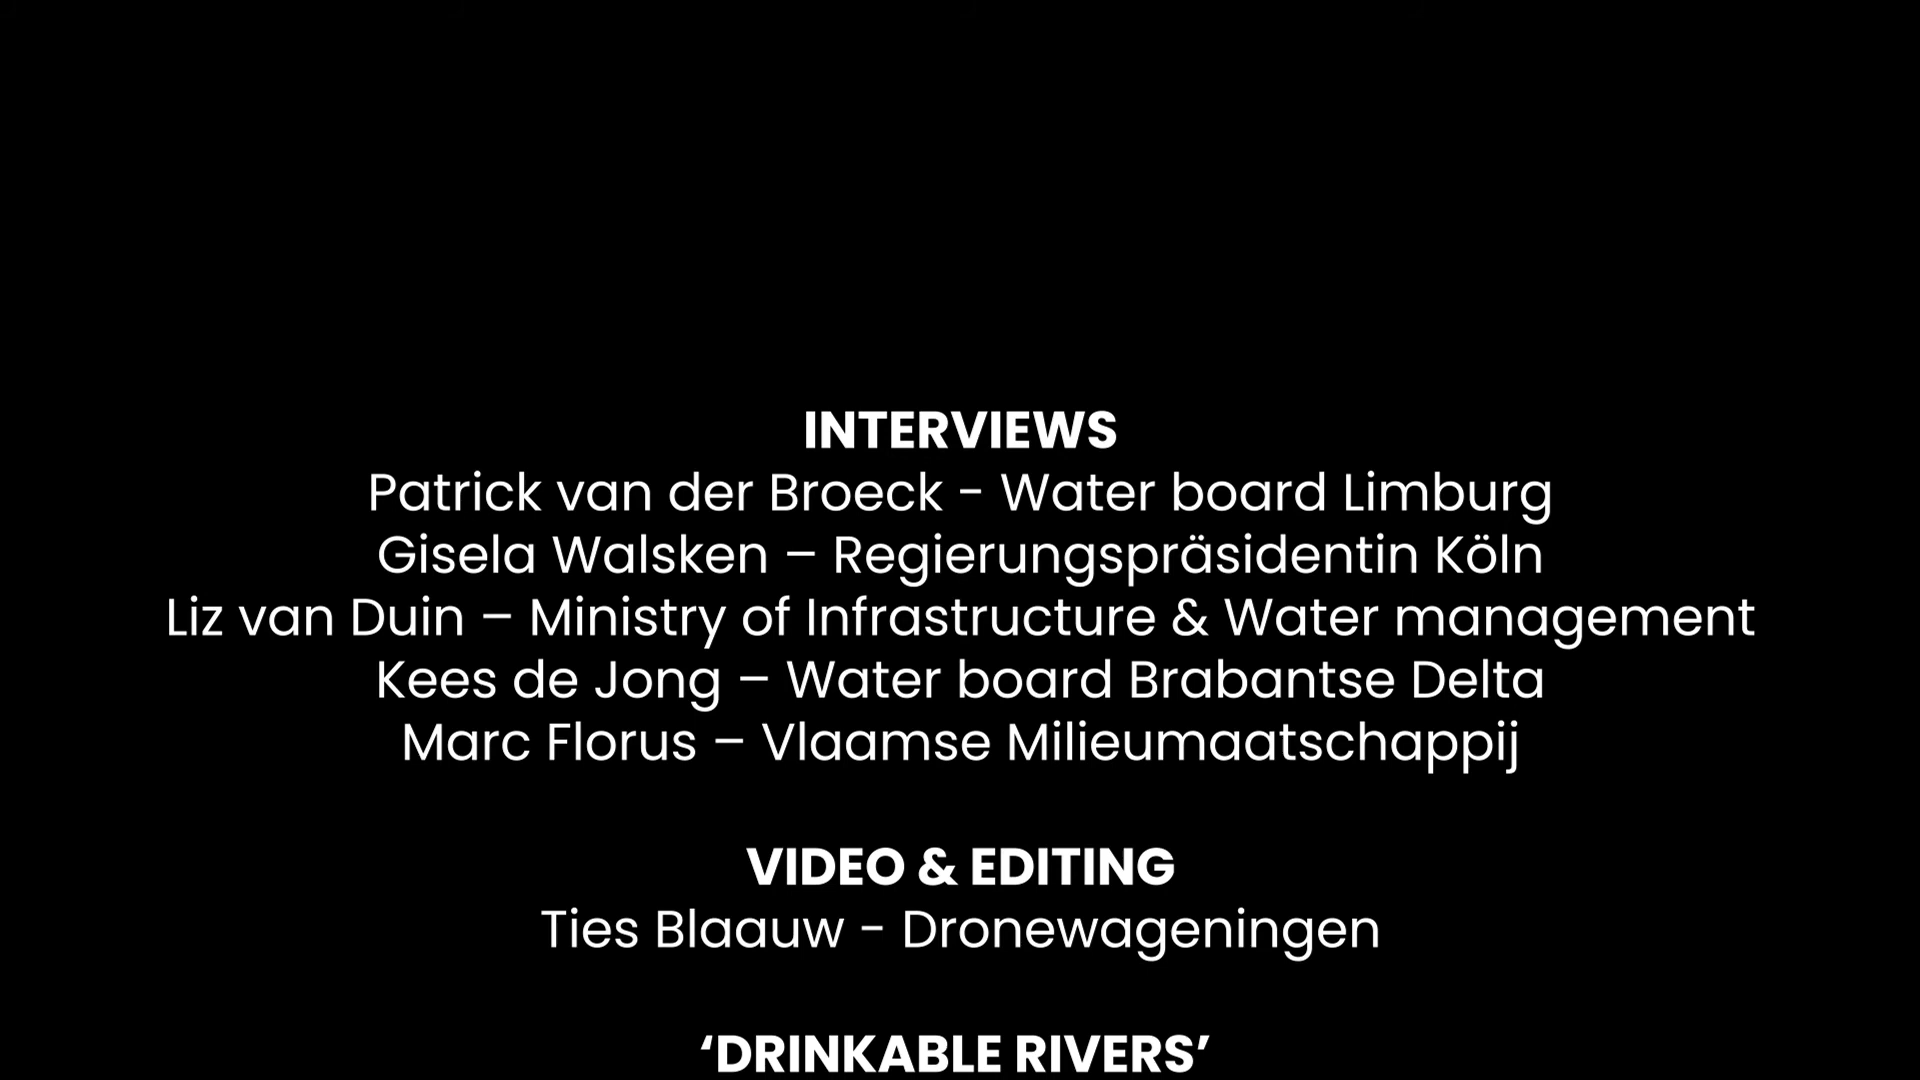 INTERVIEWS
Patrick van der Broeck - Water board Limburg
Gisela Walsken – Regierungspräsidentin Köln
Liz van Duin – Ministry of Infrastructure & Water management
Kees de Jong – Water board Brabantse Delta
Marc Florus – Vlaamse Milieumaatschappij
VIDEO & EDITING
Ties Blaauw - Dronewageningen
‘DRINKABLE RIVERS’